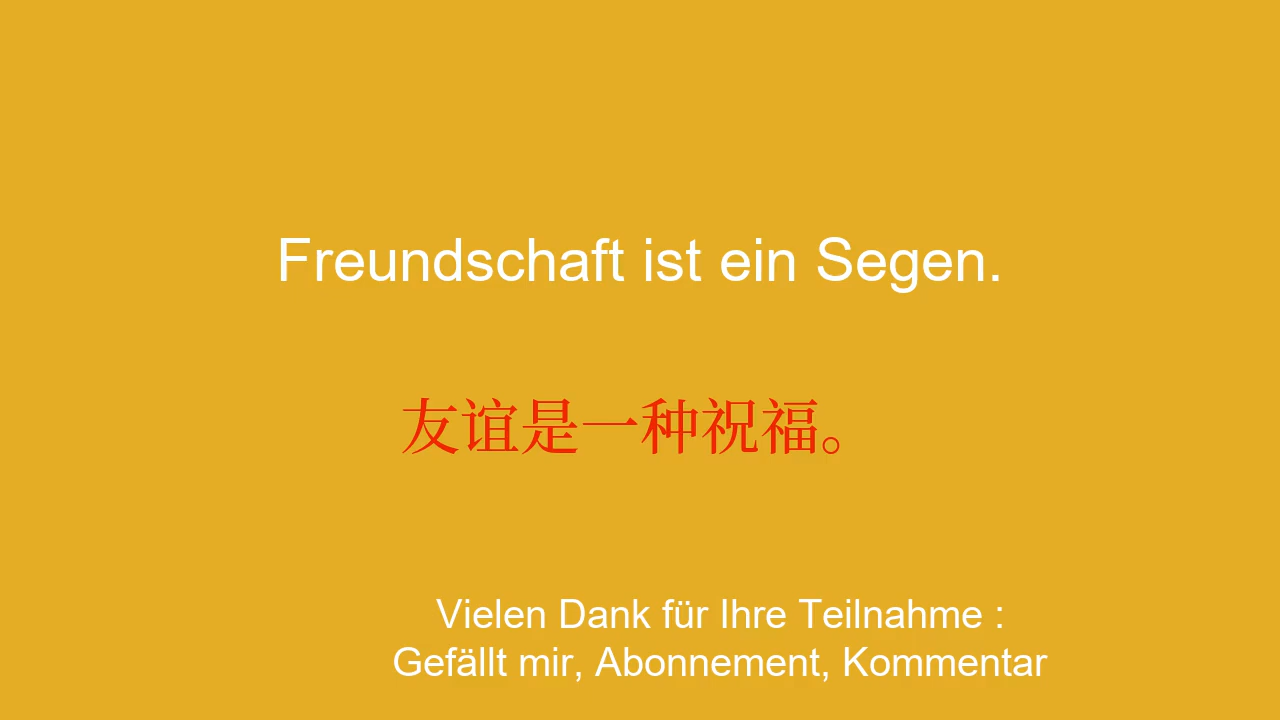 Freundschaft ist ein Segen.
友谊是一种祝福。
Vielen Dank für Ihre Teilnahme :
Gefällt mir, Abonnement, Kommentar